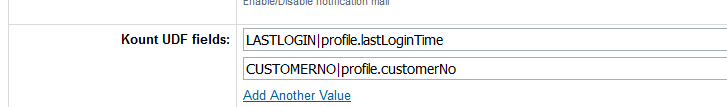 Enable/Disable notification mail
Kount UDF fields:
LASTLOGIN|profile.lastLoginTime
CUSTOMERNO|profile.customerNo
Add Another Value